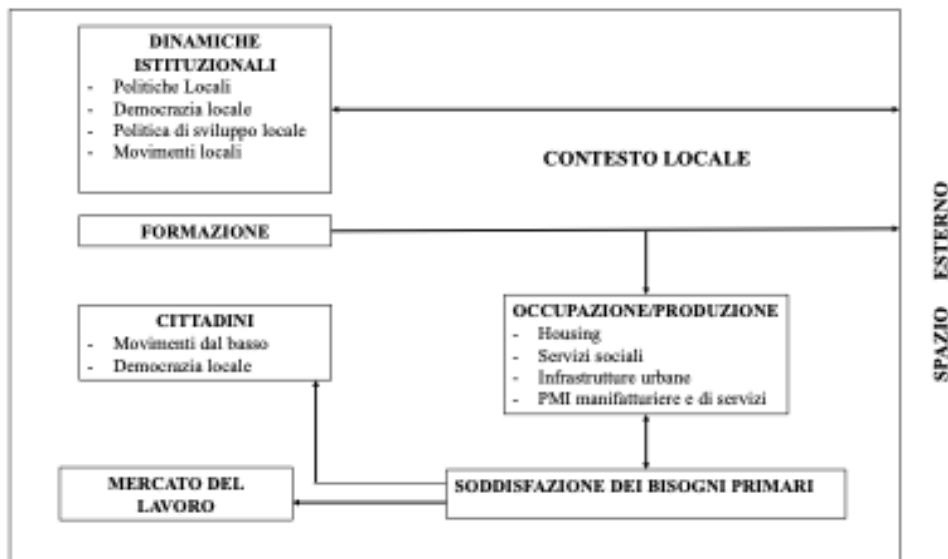 DINAMICHE
ISTITUZIONALI
- Politiche Locali
- Democrazia locale
- Politica di sviluppo locale
- Movimenti locali
CONTESTO LOCALE
FORMAZIONE
CITTADINI
- Movimenti dal basso
- Democrazia locale
OCCUPAZIONE/PRODUZIONE
- Housing
- Servizi sociali
- Infrastrutture urbane
- PMI manifatturiere e di servizi
MERCATO DEL
LAVORO
SODDISFAZIONE DEI BISOGNI PRIMARI
SPAZIO ESTERNO